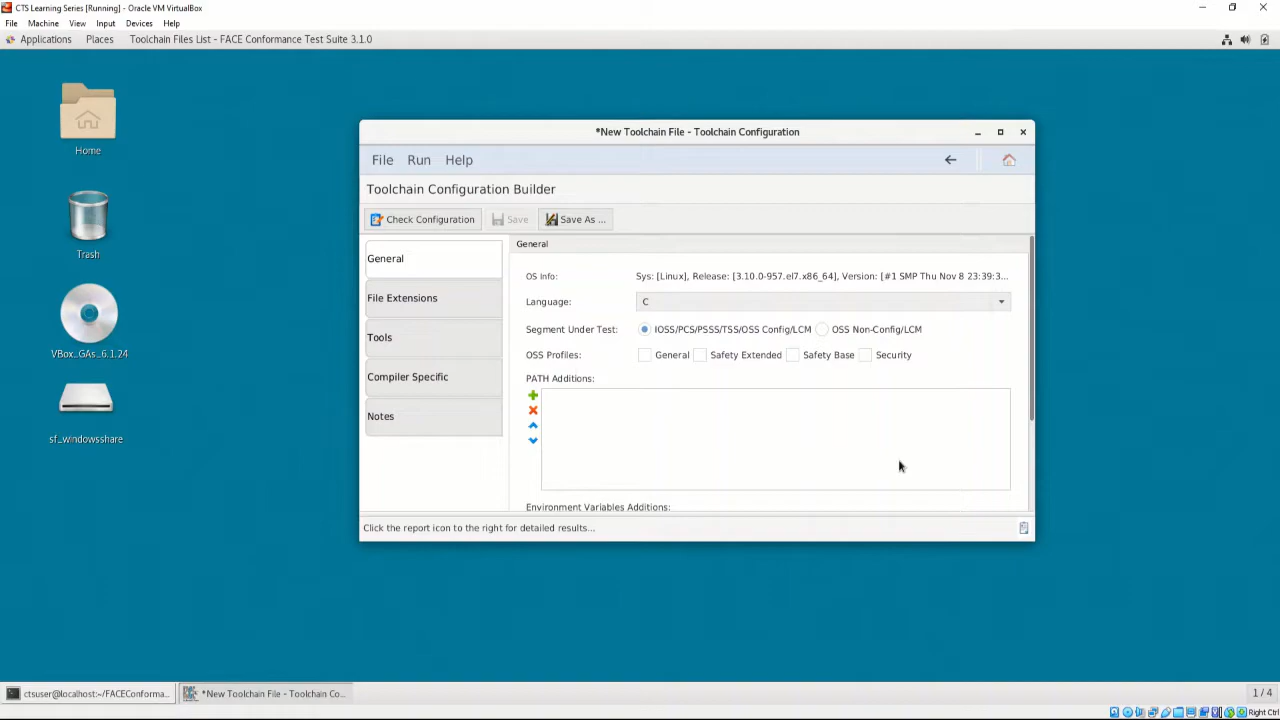 CTS Learning Series [Running] - Oracle VM VirtualBox
File Machine View Input Devices Help
Applications Places Toolchain Files List - FACE Conformance Test Suite 3.1.0
Home
Trash
VBox_GAs_6.1.24
sf_windowsshare
*New Toolchain File - Toolchain Configuration
File Run Help
Toolchain Configuration Builder
Check Configuration Save Save As ...
General
File Extensions
Tools
Compiler Specific
Notes
General
OS Info: Sys: [Linux], Release: [3.10.0-957.el7.x86_64], Version: [#1 SMP Thu Nov 8 23:39:3...
Language: C
Segment Under Test: IOSS/PCS/PSSS/TSS/OSS Config/LCM OSS Non-Config/LCM
OSS Profiles: General Safety Extended Safety Base Security
PATH Additions:
Environment Variables Additions:
Click the report icon to the right for detailed results...
ctsuser@localhost:~/FACEConforma... *New Toolchain File - Toolchain Co... 1 / 4
Right Ctrl